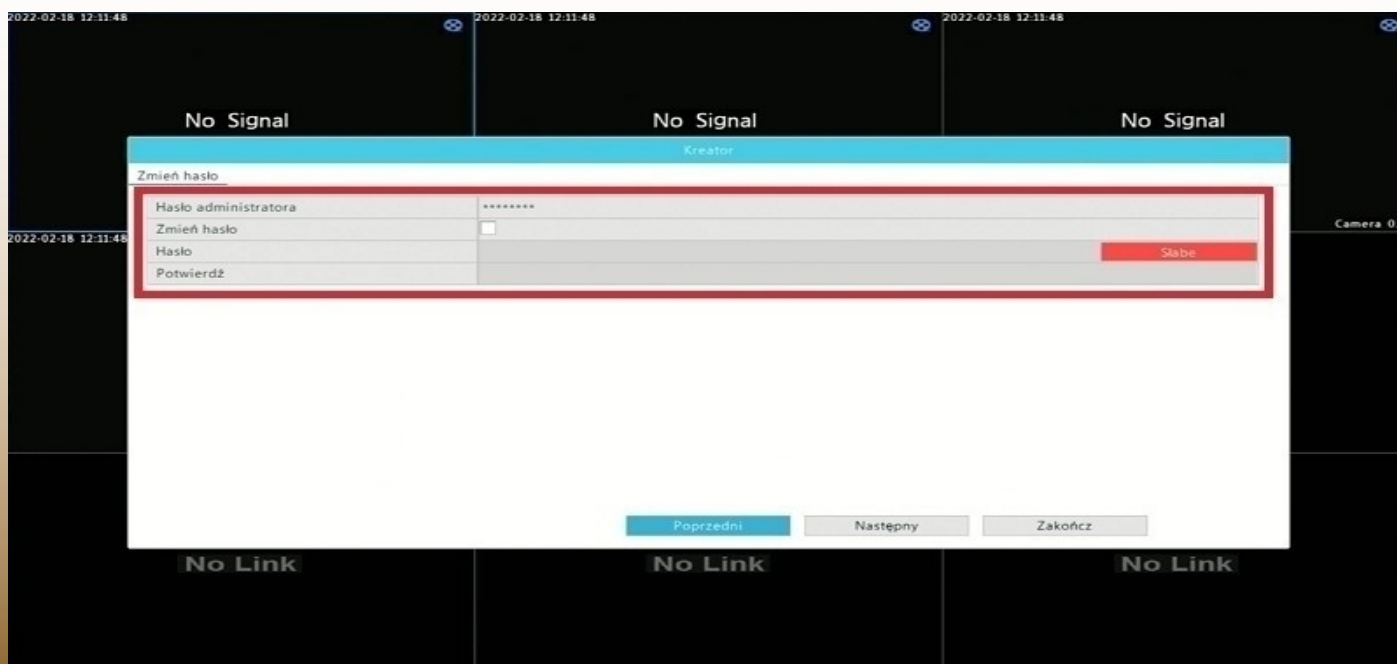 2022-02-18 12:11:48
2022-02-18 12:11:48
2022-02-18 12:11:48
No Signal
No Signal
No Signal
Kreator
Zmień hasło
Hasło administratora ********
Zmień hasło
Hasło
Słabe
Potwierdź
Camera 0
2022-02-18 12:11:48
Poprzedni
Następny
Zakończ
No Link
No Link
No Link